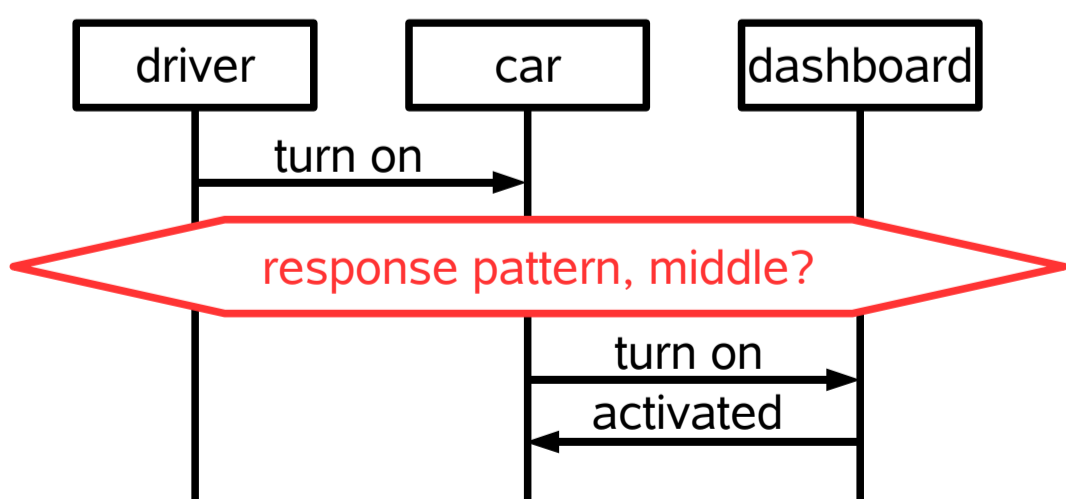 driver
car
dashboard
turn on
response pattern, middle?
turn on
activated